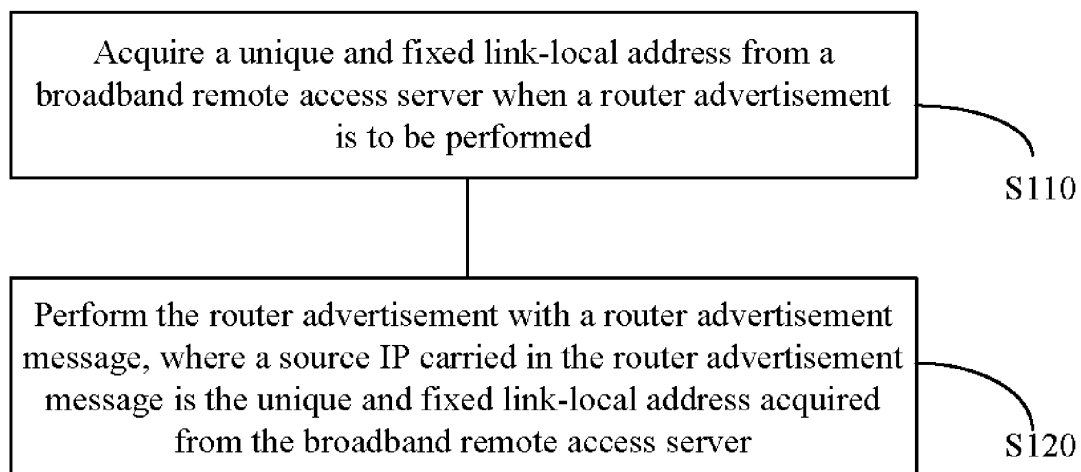 Acquire a unique and fixed link-local address from a
broadband remote access server when a router advertisement
is to be performed
S110
Perform the router advertisement with a router advertisement
message, where a source IP carried in the router advertisement
message is the unique and fixed link-local address acquired
from the broadband remote access server
S120